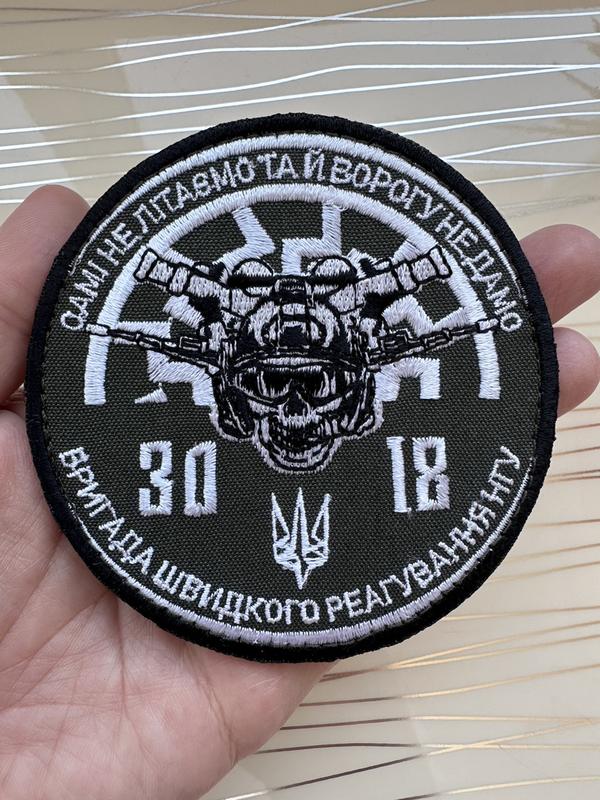 САМІ НЕ ЛІТАЄМО ТА Й ВОРОГУ НЕ ДАМО
30 18
БРИГАДА ШВИДКОГО РЕАГУВАННЯ НГУ